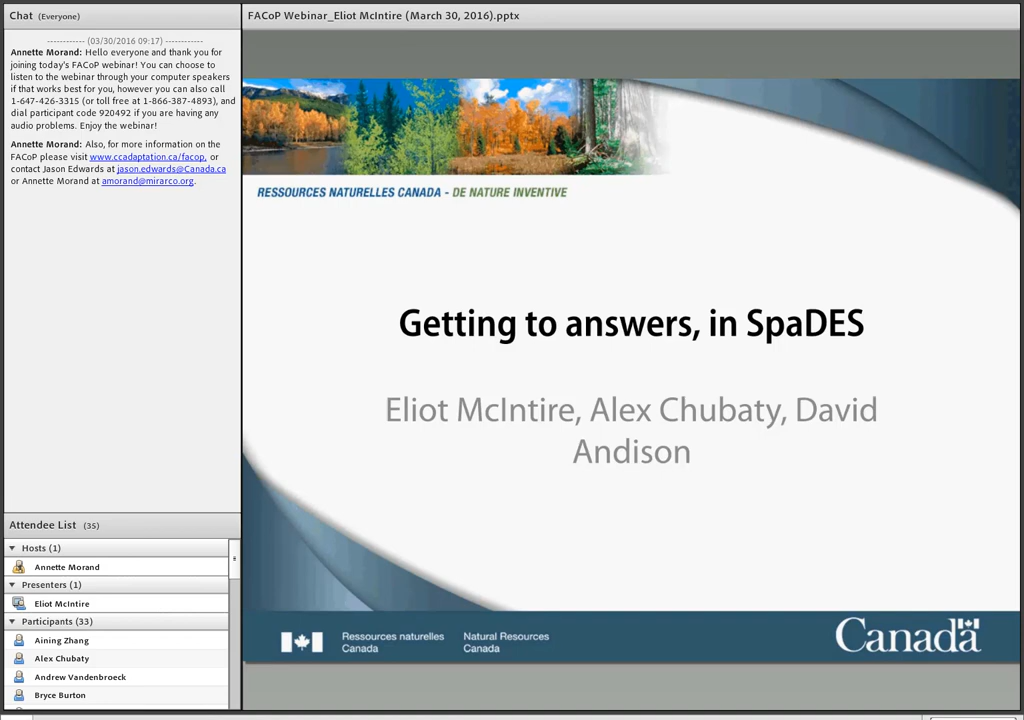 Chat (Everyone)
------------ (03/30/2016 09:17) ------------
Annette Morand: Hello everyone and thank you for
joining today's FACoP webinar! You can choose to
listen to the webinar through your computer speakers
if that works best for you, however you can also call
1-647-426-3315 (or toll free at 1-866-387-4893), and
dial participant code 920492 if you are having any
audio problems. Enjoy the webinar!
Annette Morand: Also, for more information on the
FACoP please visit www.ccadaptation.ca/facop, or
contact Jason Edwards at jason.edwards@Canada.ca
or Annette Morand at amorand@mirarco.org.
Attendee List (35)
Hosts (1)
Annette Morand
Presenters (1)
Eliot McIntire
Participants (33)
Aining Zhang
Alex Chubaty
Andrew Vandenbroeck
Bryce Burton
FACoP Webinar_Eliot McIntire (March 30, 2016).pptx
RESSOURCES NATURELLES CANADA - DE NATURE INVENTIVE
Getting to answers, in SpaDES
Eliot McIntire, Alex Chubaty, David
Andison
Ressources naturelles
Canada
Natural Resources
Canada
Canada